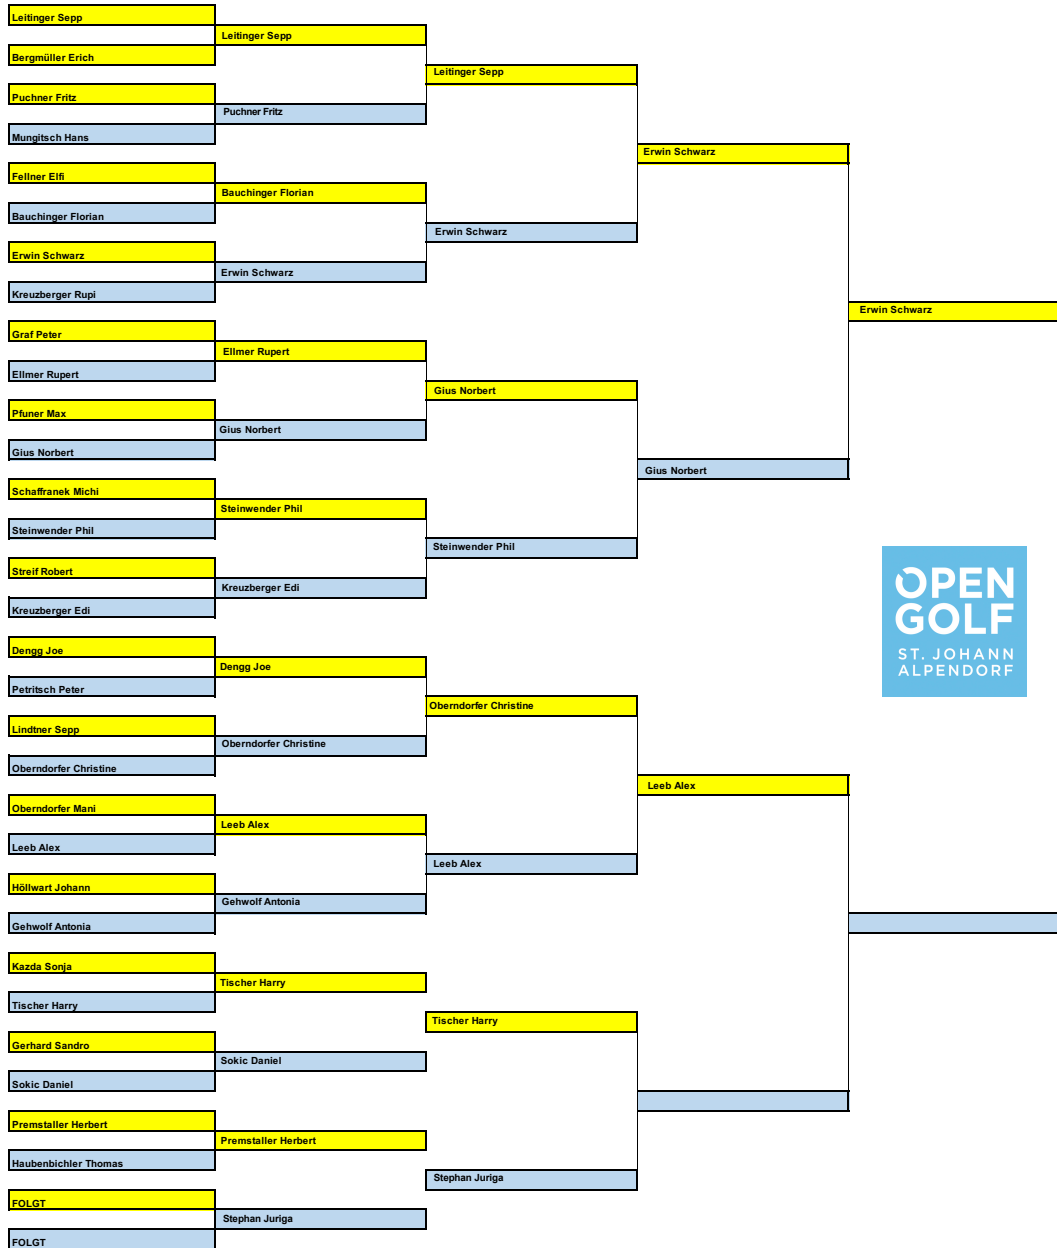 Leitinger Sepp
Bergmüller Erich
Puchner Fritz
Mungitsch Hans
Fellner Elfi
Bauchinger Florian
Erwin Schwarz
Kreuzberger Rupi
Graf Peter
Ellmer Rupert
Pfuner Max
Gius Norbert
Schaffranek Michi
Steinwender Phil
Streif Robert
Kreuzberger Edi
Dengg Joe
Petritsch Peter
Lindtner Sepp
Oberndorfer Christine
Oberndorfer Mani
Leeb Alex
Höllwart Johann
Gehwolf Antonia
Kazda Sonja
Tischer Harry
Gerhard Sandro
Sokic Daniel
Premstaller Herbert
Haubenbichler Thomas
FOLGT
FOLGT
Leitinger Sepp
Puchner Fritz
Bauchinger Florian
Erwin Schwarz
Ellmer Rupert
Gius Norbert
Steinwender Phil
Kreuzberger Edi
Dengg Joe
Oberndorfer Christine
Leeb Alex
Gehwolf Antonia
Tischer Harry
Sokic Daniel
Premstaller Herbert
Stephan Juriga
Leitinger Sepp
Erwin Schwarz
Gius Norbert
Steinwender Phil
Oberndorfer Christine
Leeb Alex
Tischer Harry
Stephan Juriga
Erwin Schwarz
Gius Norbert
Leeb Alex
Erwin Schwarz
OPEN
GOLF
ST. JOHANN
ALPENDORF